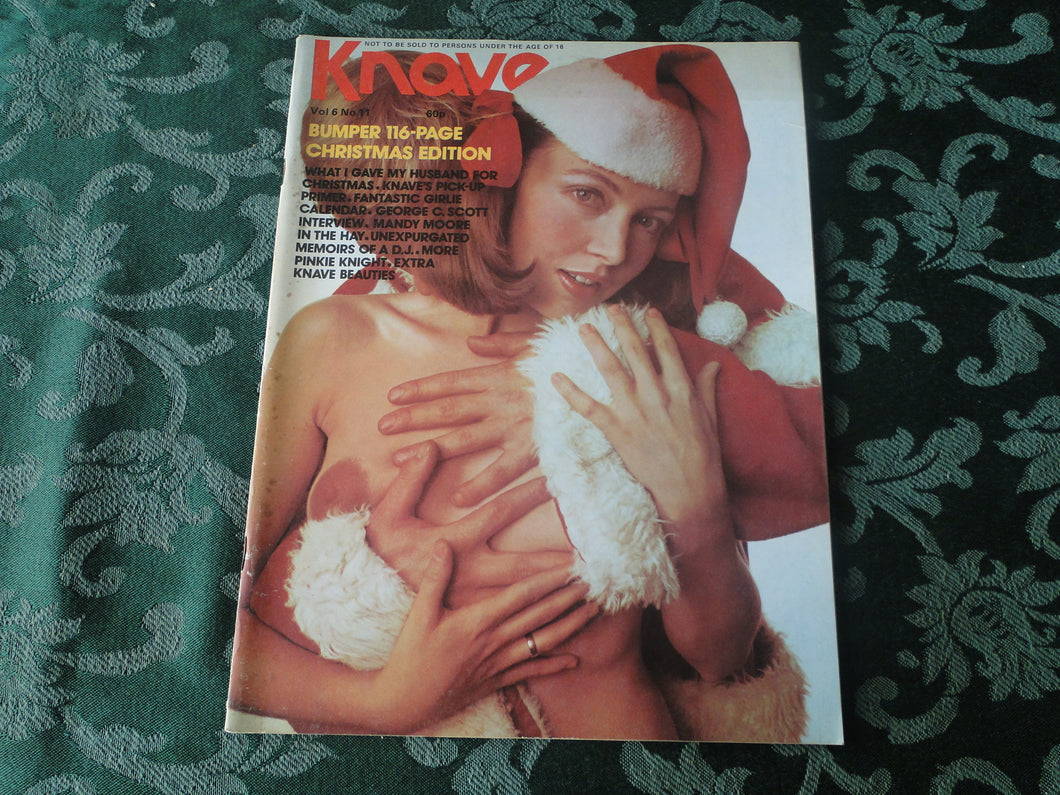 NOT TO BE SOLD TO PERSONS UNDER THE AGE OF 18
Knave
Vol 6 No 11 60p
BUMPER 116-PAGE
CHRISTMAS EDITION
WHAT I GAVE MY HUSBAND FOR
CHRISTMAS • KNAVE'S PICK-UP
PRIMER • FANTASTIC GIRLIE
CALENDAR • GEORGE C. SCOTT
INTERVIEW • MANDY MOORE
IN THE HAY • UNEXPURGATED
MEMOIRS OF A D.J. • MORE
PINKIE KNIGHT • EXTRA
KNAVE BEAUTIES